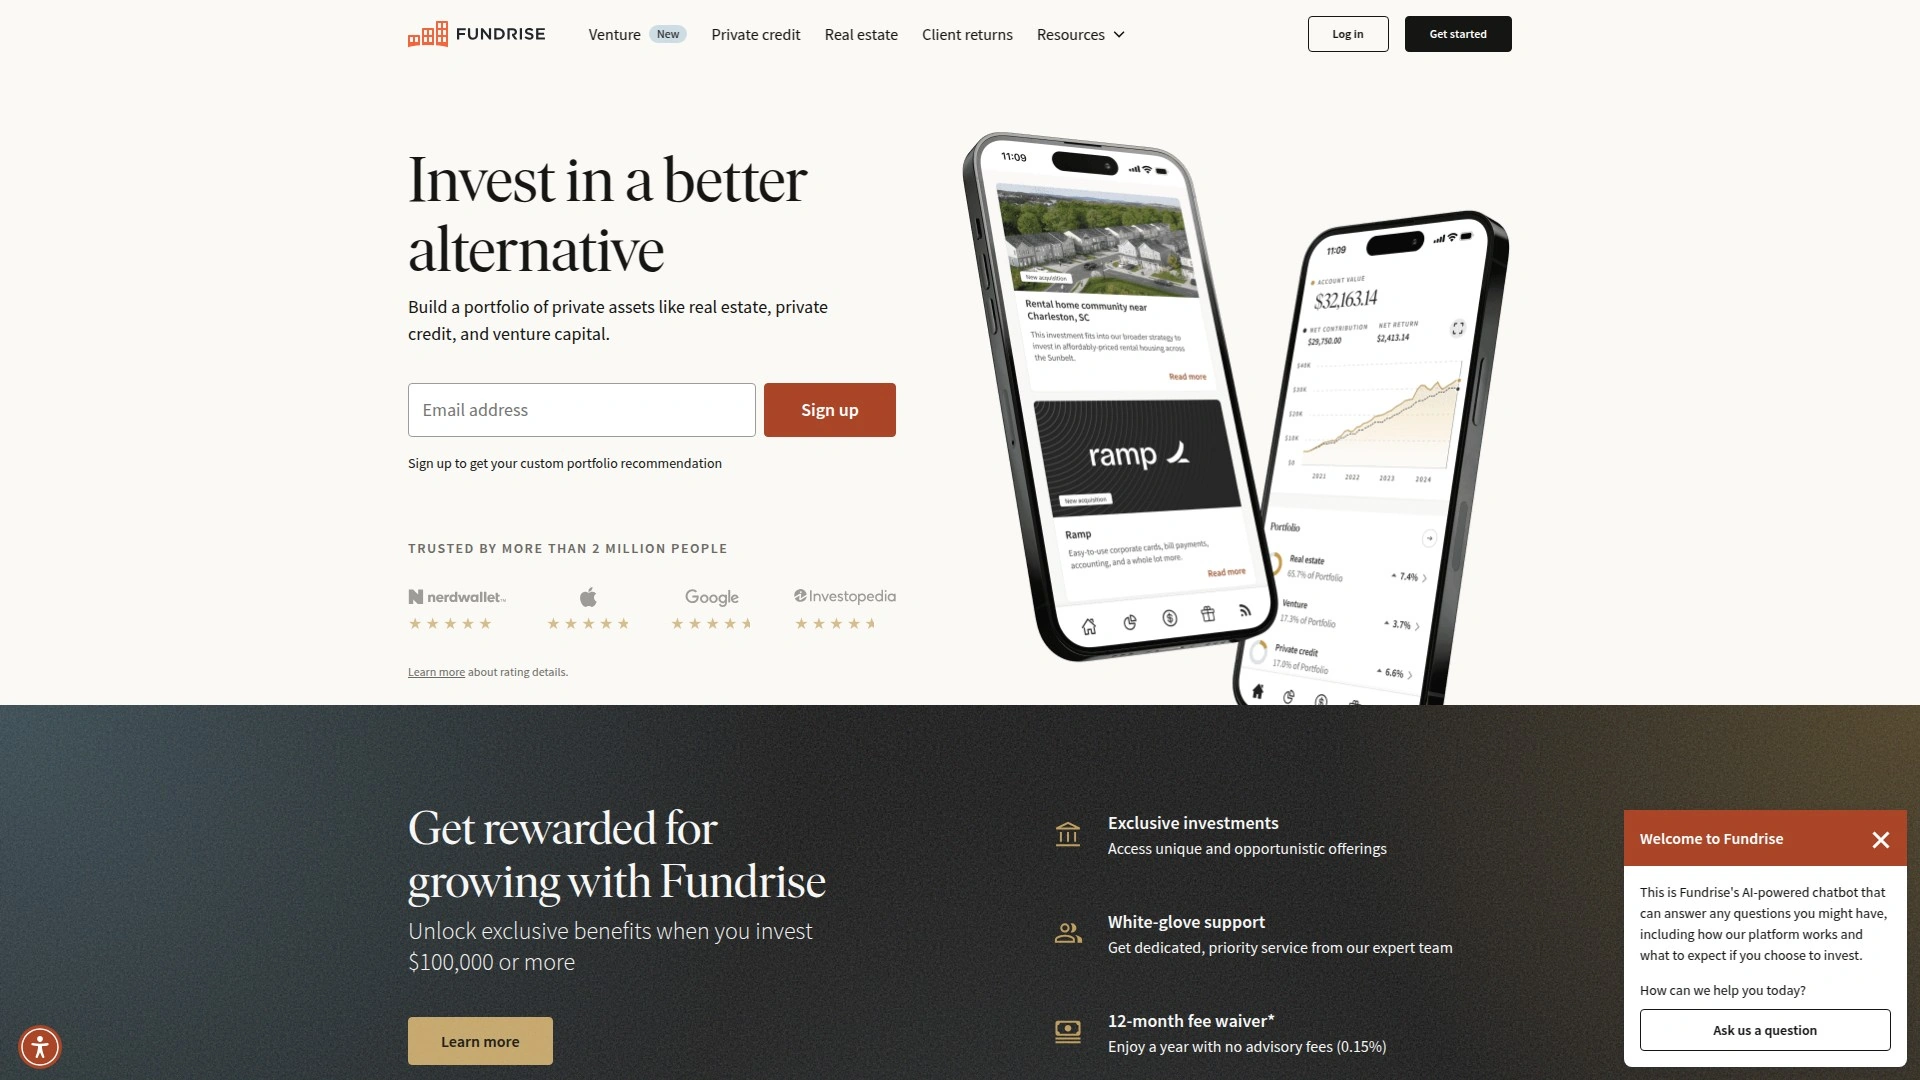 FUNDRISE
Venture New
Private credit
Real estate
Client returns
Resources
Log in
Get started
Invest in a better
alternative
Build a portfolio of private assets like real estate, private
credit, and venture capital.
Email address
Sign up
Sign up to get your custom portfolio recommendation
TRUSTED BY MORE THAN 2 MILLION PEOPLE
nerdwallet
Google
Investopedia
Learn more about rating details.
11:09
New acquisition
Rental home community near
Charleston, SC
This investment fits into our broader strategy to
invest in affordably-priced rental housing across
the Sunbelt.
Read more
ramp
New acquisition
Ramp
Easy-to-use corporate cards, bill payments,
accounting, and a whole lot more.
Read more
11:09
ACCOUNT VALUE
$32,163.14
NET CONTRIBUTION NET RETURN
$29,750.00 $2,413.14
$40K
$30K
$20K
$10K
$0
2021 2022 2023 2024
Portfolio
Real estate
65.7% of Portfolio
7.4%
Venture
17.3% of Portfolio
3.7%
Private credit
17.0% of Portfolio
6.6%
Get rewarded for
growing with Fundrise
Unlock exclusive benefits when you invest
$100,000 or more
Learn more
Exclusive investments
Access unique and opportunistic offerings
White-glove support
Get dedicated, priority service from our expert team
12-month fee waiver*
Enjoy a year with no advisory fees (0.15%)
Welcome to Fundrise
This is Fundrise's AI-powered chatbot that
can answer any questions you might have,
including how our platform works and
what to expect if you choose to invest.
How can we help you today?
Ask us a question